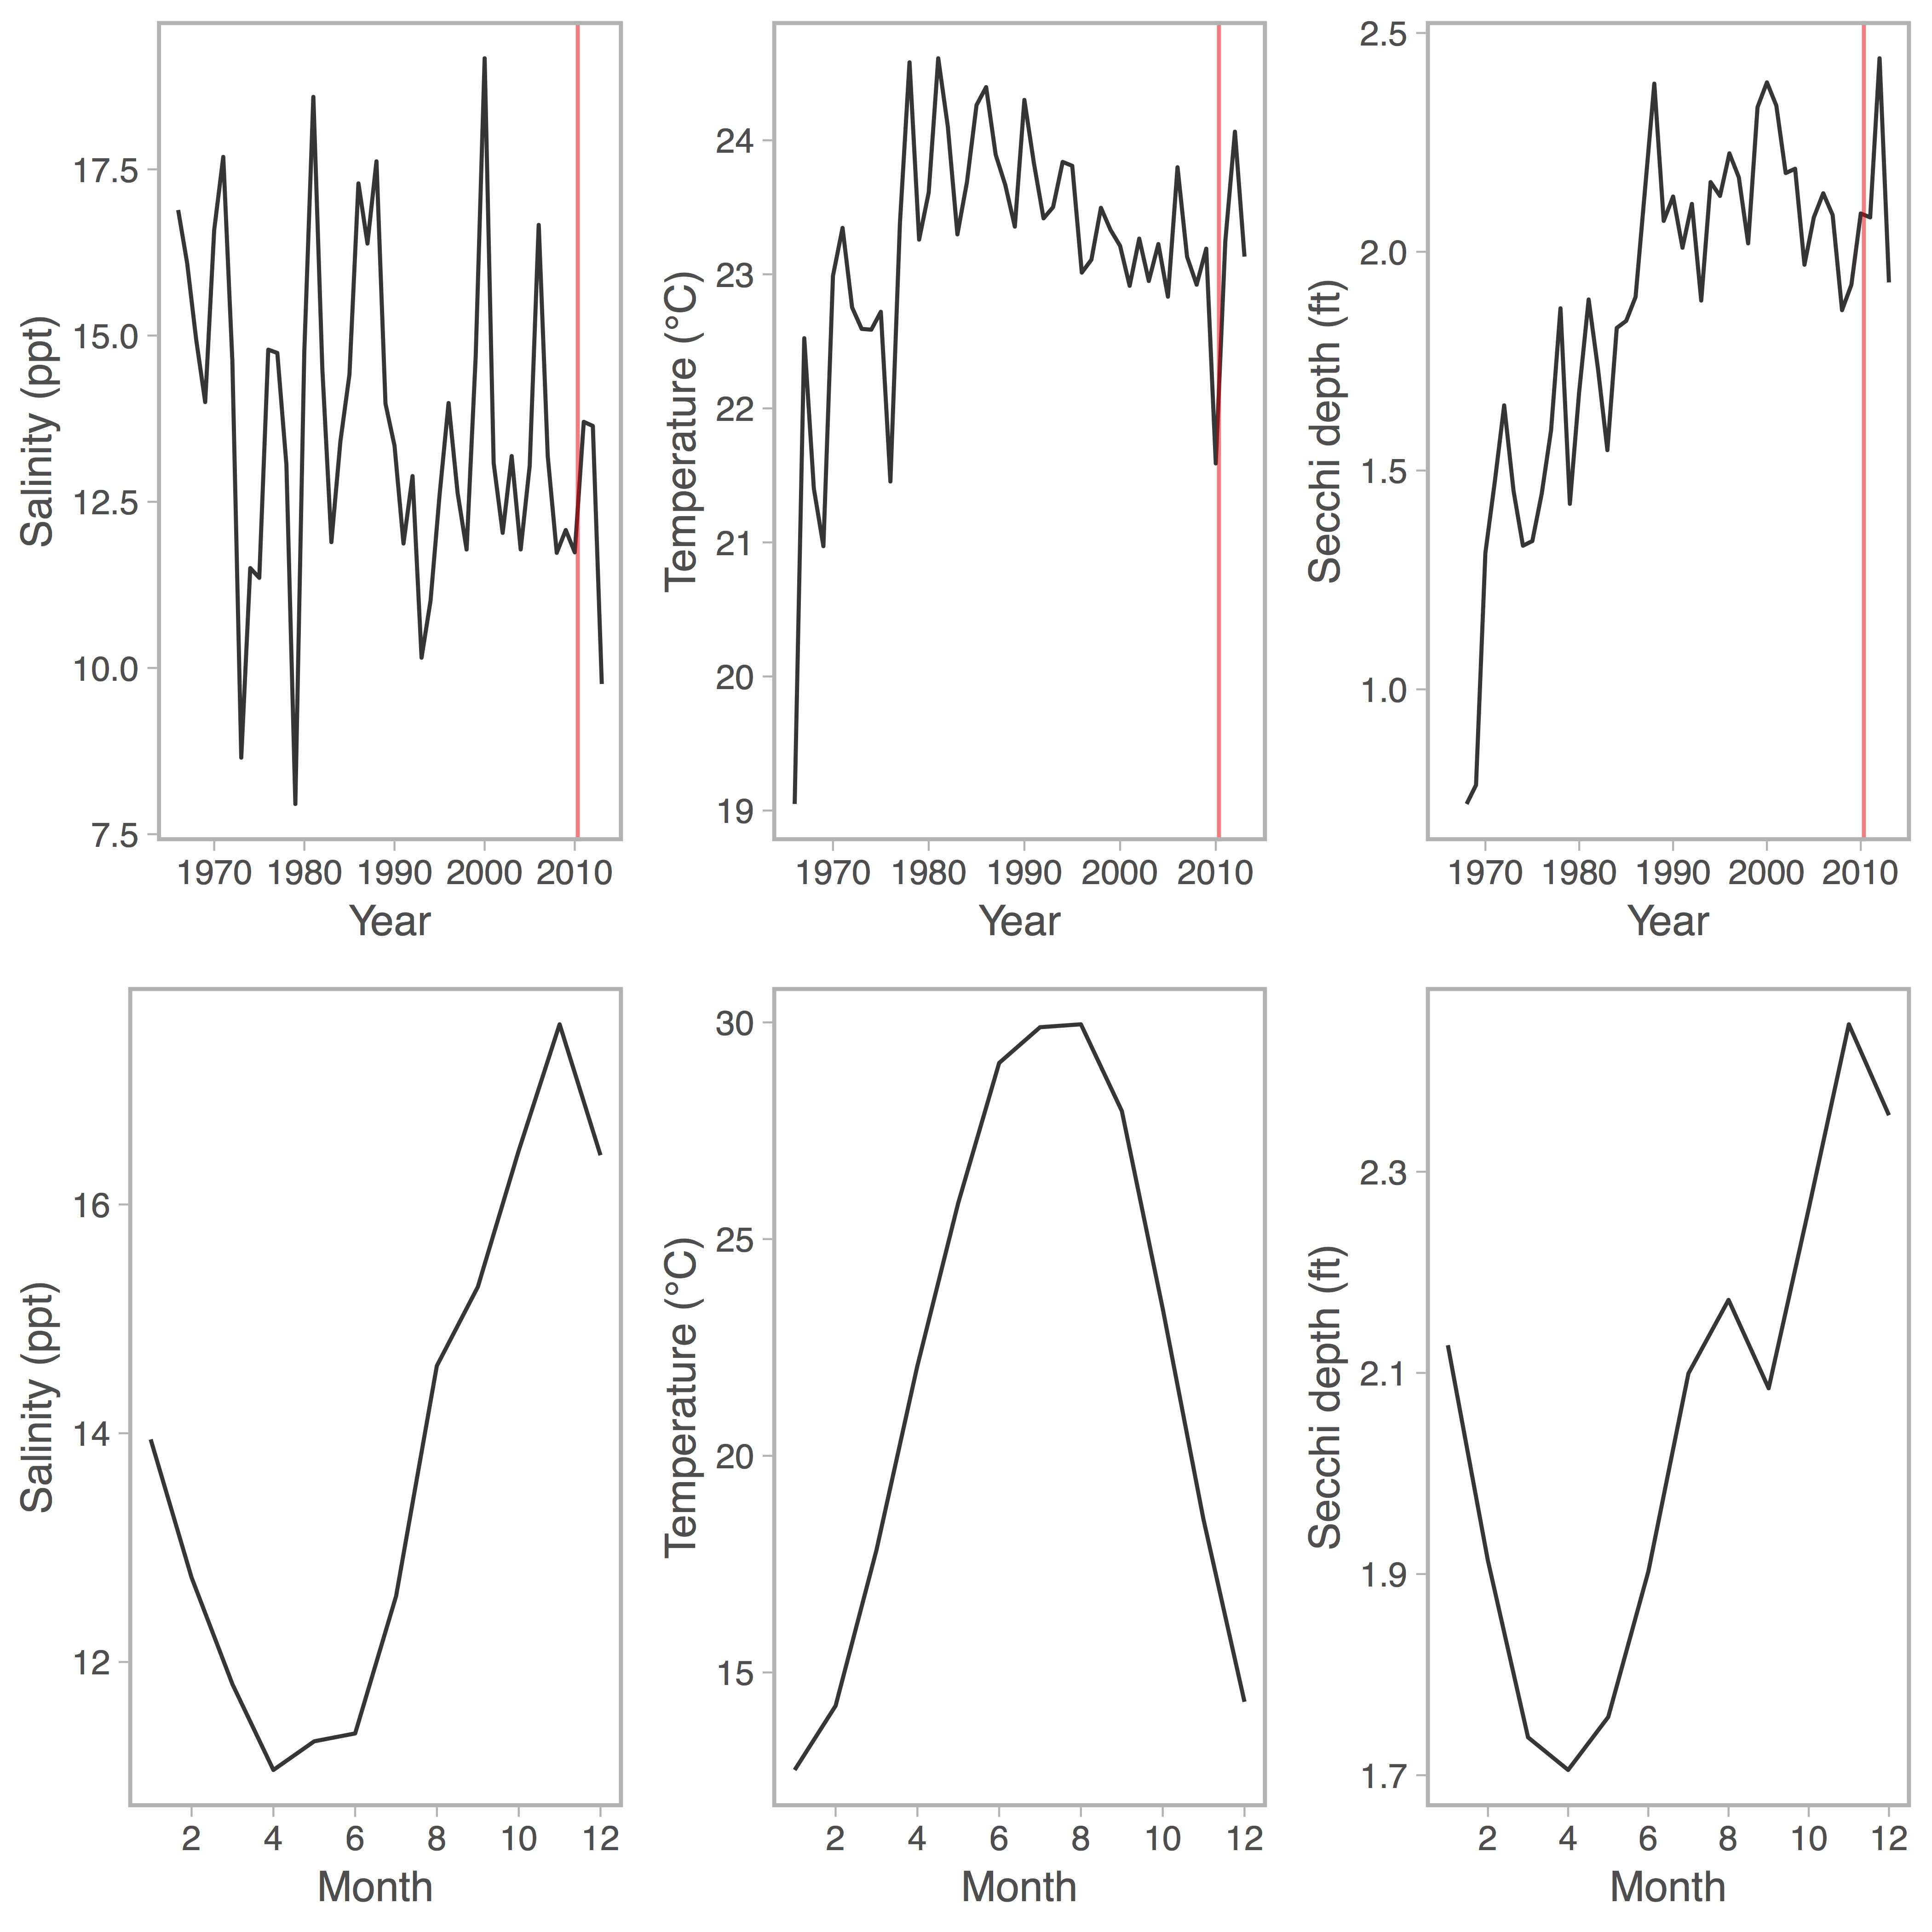 Salinity (ppt)
17.5
15.0
12.5
10.0
7.5
1970 1980 1990 2000 2010
Year
Temperature (°C)
24
23
22
21
20
19
1970 1980 1990 2000 2010
Year
Secchi depth (ft)
2.5
2.0
1.5
1.0
1970 1980 1990 2000 2010
Year
Salinity (ppt)
16
14
12
2 4 6 8 10 12
Month
Temperature (°C)
30
25
20
15
2 4 6 8 10 12
Month
Secchi depth (ft)
2.3
2.1
1.9
1.7
2 4 6 8 10 12
Month